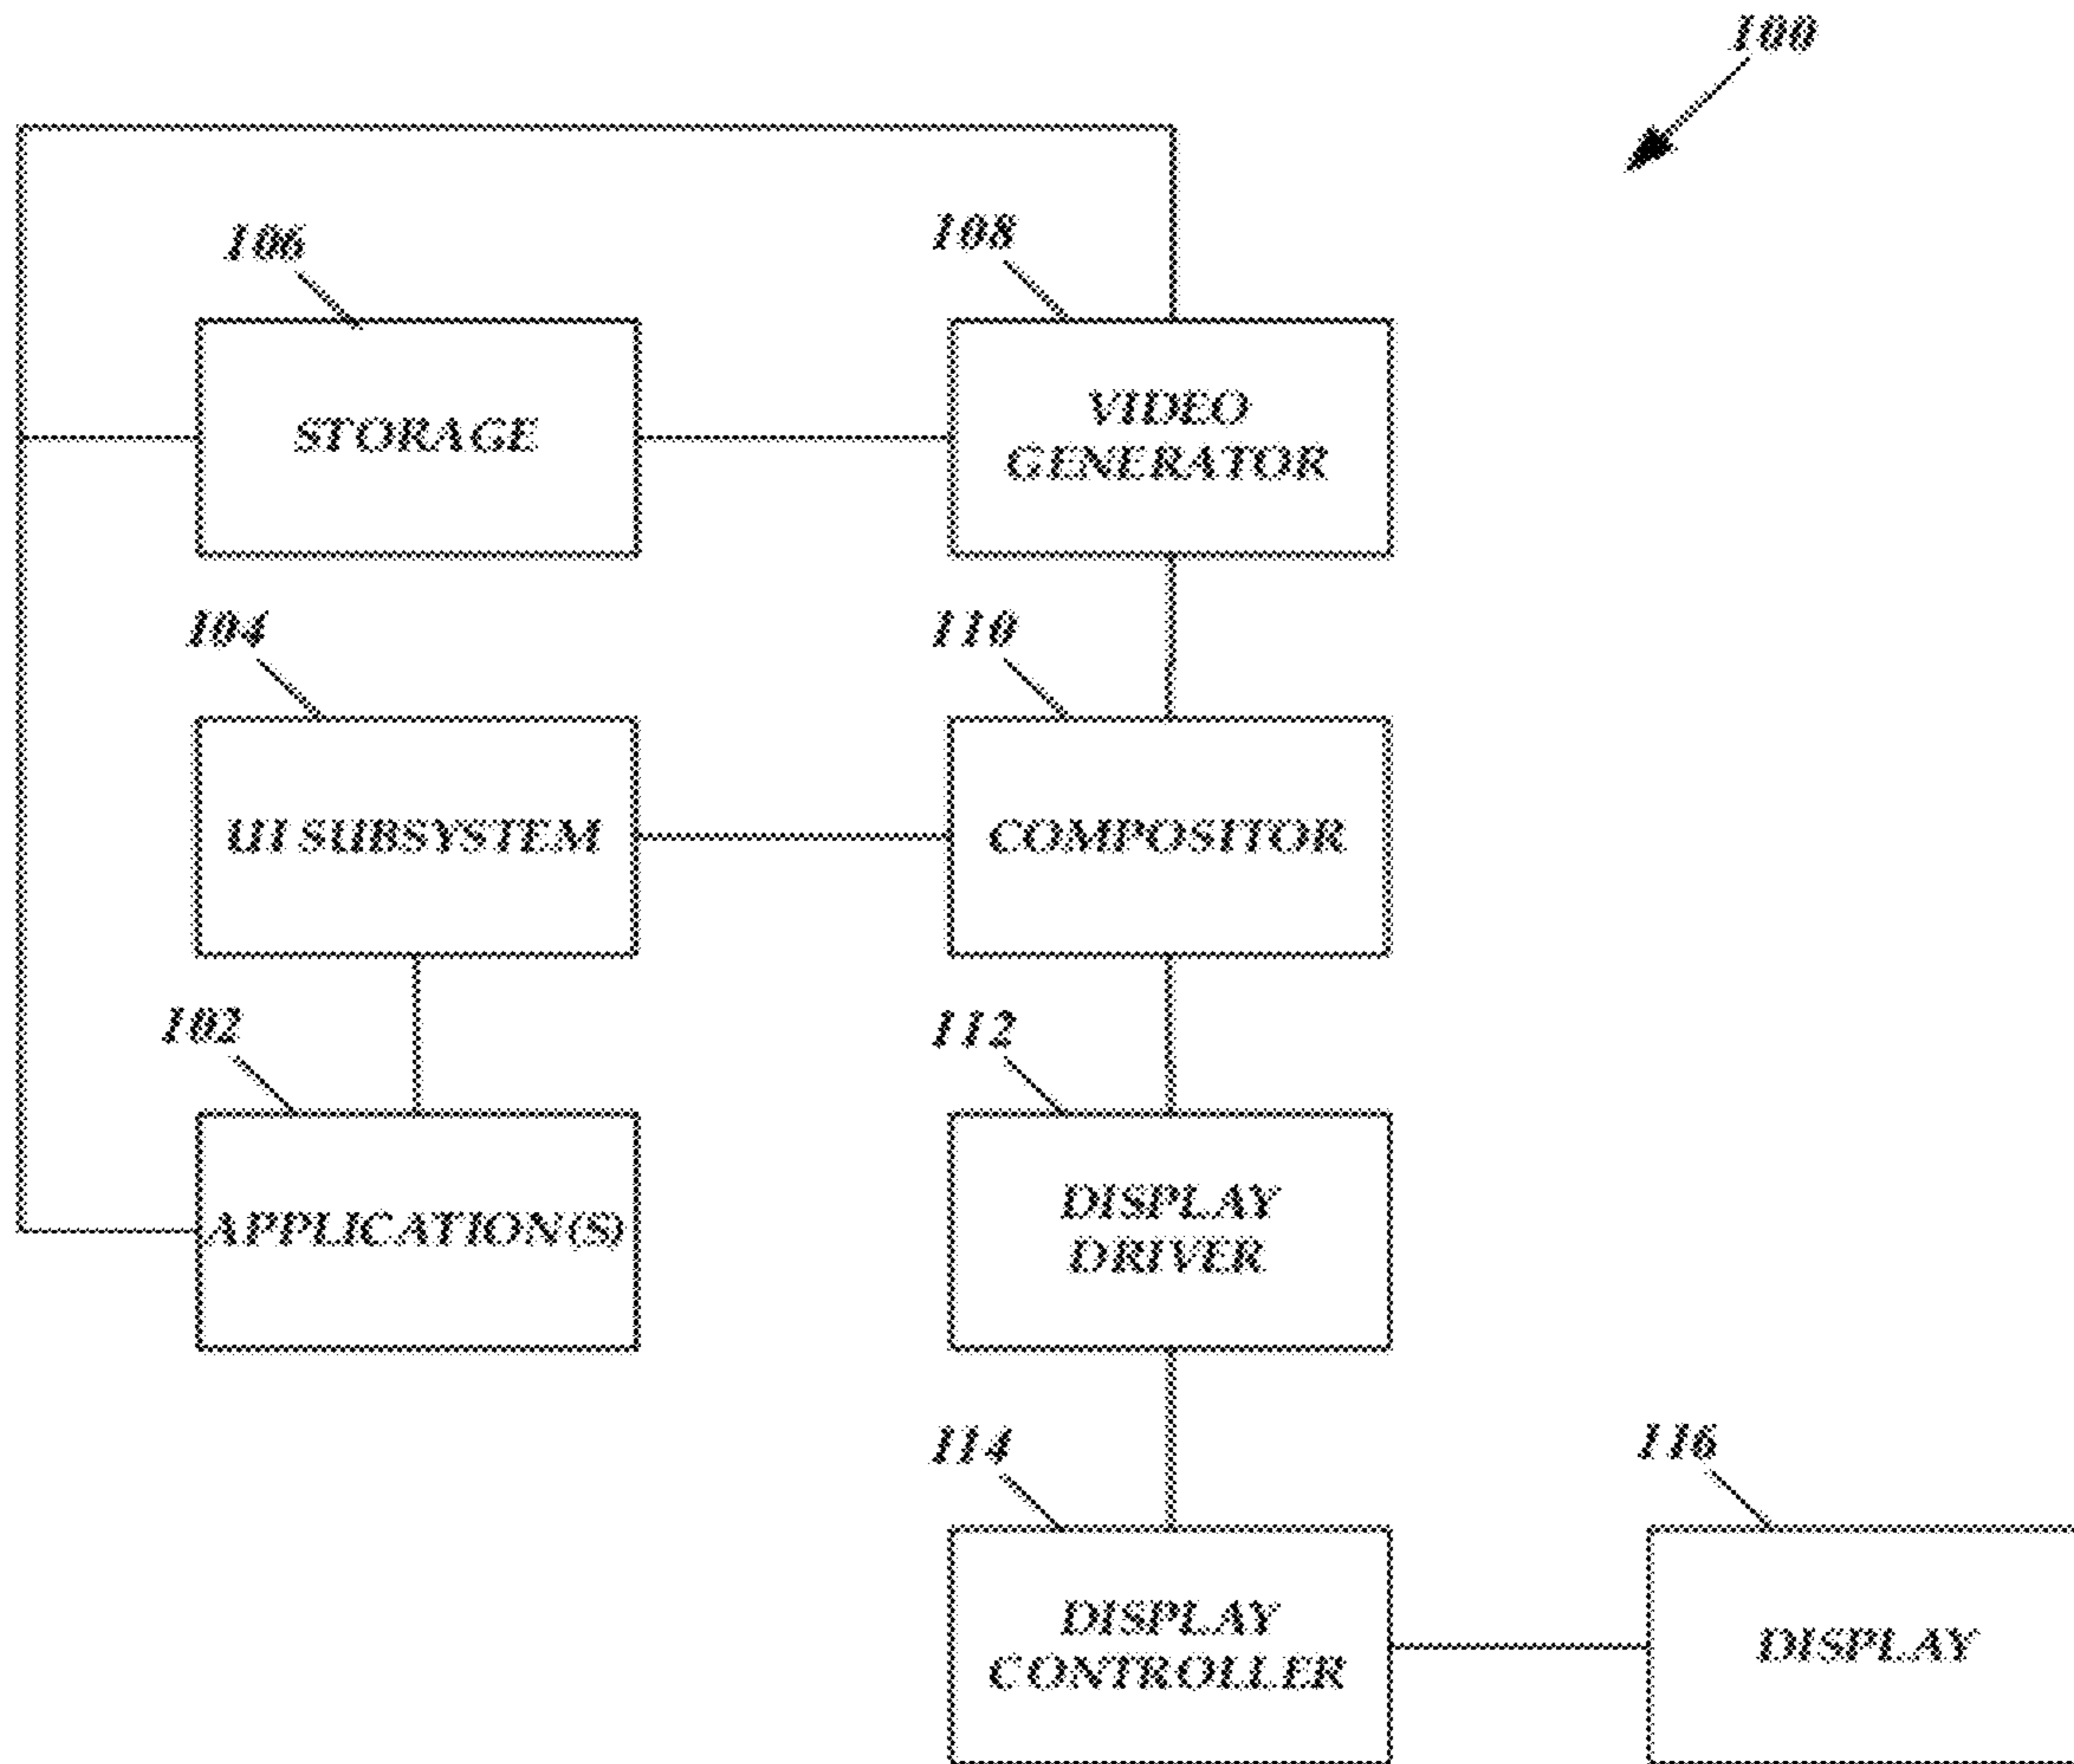 100
106
108
STORAGE
VIDEO
GENERATOR
104
110
UI SUBSYSTEM
COMPOSITOR
102
112
APPLICATION(S)
DISPLAY
DRIVER
114
116
DISPLAY
CONTROLLER
DISPLAY